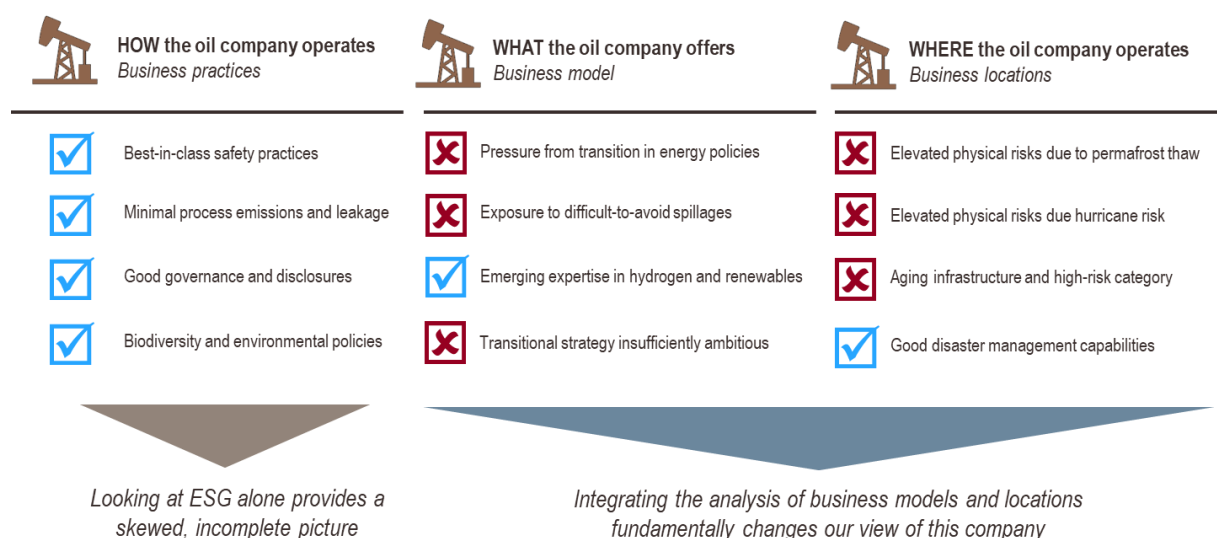 HOW the oil company operates
Business practices
Best-in-class safety practices
Minimal process emissions and leakage
Good governance and disclosures
Biodiversity and environmental policies
Looking at ESG alone provides a
skewed, incomplete picture
WHAT the oil company offers
Business model
Pressure from transition in energy policies
Exposure to difficult-to-avoid spillages
Emerging expertise in hydrogen and renewables
Transitional strategy insufficiently ambitious
WHERE the oil company operates
Business locations
Elevated physical risks due to permafrost thaw
Elevated physical risks due hurricane risk
Aging infrastructure and high-risk category
Good disaster management capabilities
Integrating the analysis of business models and locations
fundamentally changes our view of this company